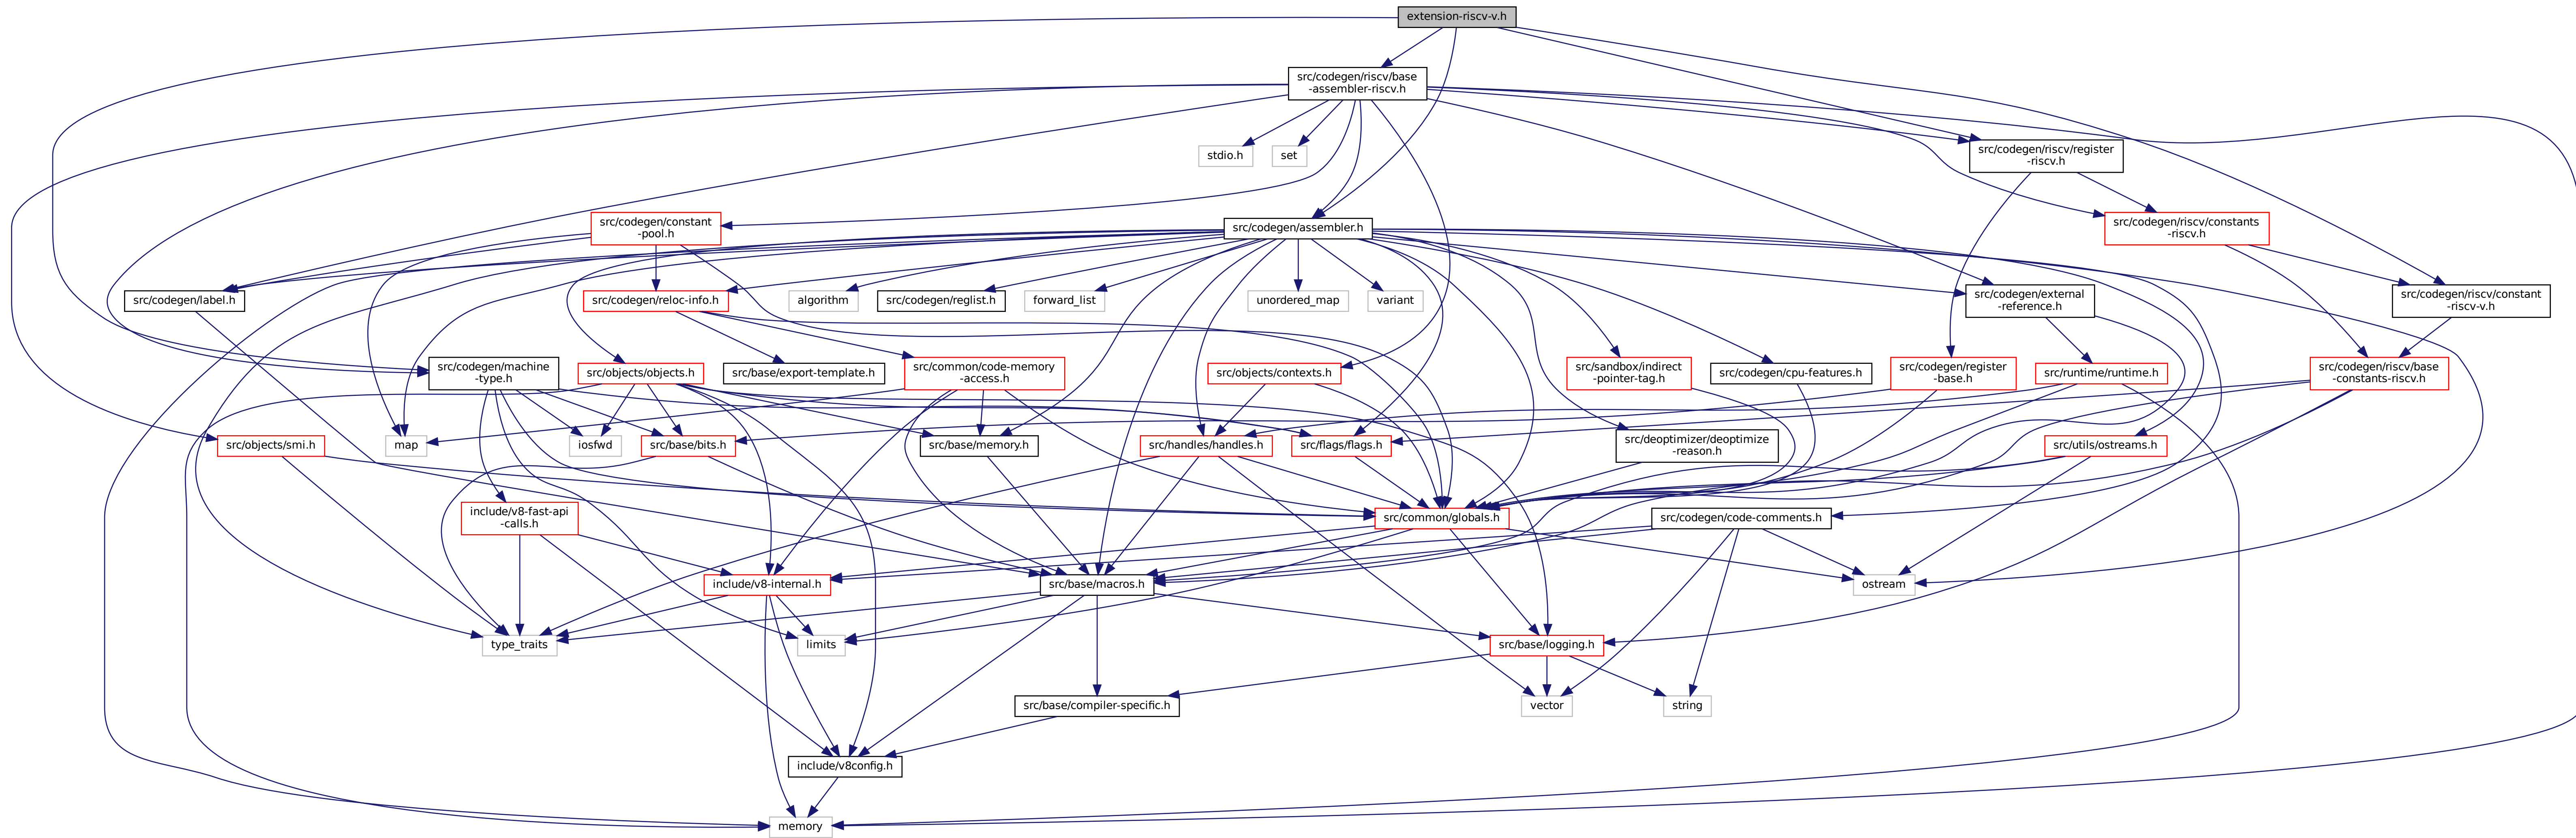 extension-riscv-v.h
src/codegen/riscv/base
-assembler-riscv.h
stdio.h
set
src/codegen/riscv/register
-riscv.h
src/codegen/constant
-pool.h
src/codegen/assembler.h
src/codegen/riscv/constants
-riscv.h
src/codegen/label.h
src/codegen/reloc-info.h
algorithm
src/codegen/reglist.h
forward_list
unordered_map
variant
src/codegen/external
-reference.h
src/codegen/riscv/constant
-riscv-v.h
src/codegen/machine
-type.h
src/objects/objects.h
src/base/export-template.h
src/common/code-memory
-access.h
src/objects/contexts.h
src/sandbox/indirect
-pointer-tag.h
src/codegen/cpu-features.h
src/codegen/register
-base.h
src/runtime/runtime.h
src/codegen/riscv/base
-constants-riscv.h
src/objects/smi.h
map
iosfwd
src/base/bits.h
src/base/memory.h
src/handles/handles.h
src/flags/flags.h
src/deoptimizer/deoptimize
-reason.h
src/utils/ostreams.h
include/v8-fast-api
-calls.h
src/common/globals.h
src/codegen/code-comments.h
include/v8-internal.h
src/base/macros.h
ostream
type_traits
limits
src/base/logging.h
src/base/compiler-specific.h
vector
string
include/v8config.h
memory